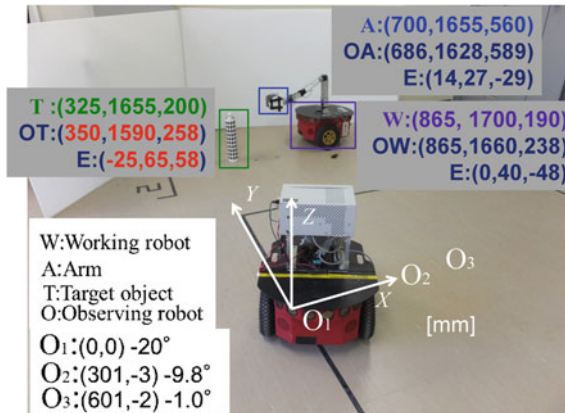 A:(700,1655,560)
OA:(686,1628,589)
E:(14,27,-29)
T:(325,1655,200)
OT:(350,1590,258)
E:(-25,65,58)
W:(865, 1700,190)
OW:(865,1660,238)
E:(0,40,-48)
Y
Z
X
O₁
O₂
O₃
[mm]
W:Working robot
A:Arm
T:Target object
O:Observing robot
O₁:(0,0) -20°
O₂:(301,-3) -9.8°
O₃:(601,-2) -1.0°